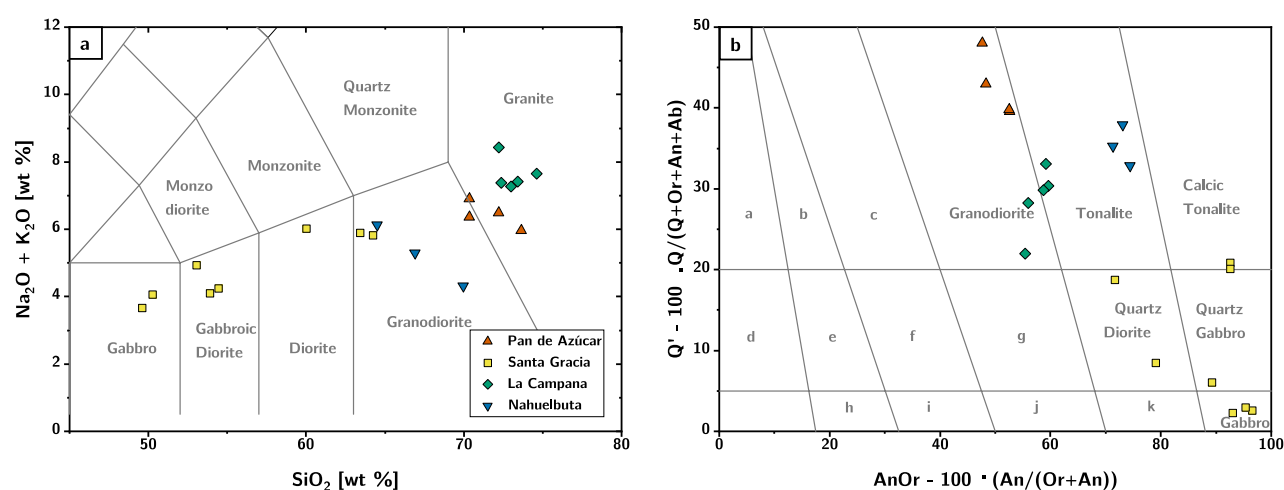 a
12
10
8
6
4
2
0
50
60
70
80
Na₂O + K₂O [wt %]
SiO₂ [wt %]
Quartz
Monzonite
Granite
Monzonite
Monzo
diorite
Gabbro
Gabbroic
Diorite
Diorite
Granodiorite
Pan de Azúcar
Santa Gracia
La Campana
Nahuelbuta
b
50
40
30
20
10
0
0
20
40
60
80
100
Q' - 100 · Q/(Q+Or+An+Ab)
AnOr - 100 · (An/(Or+An))
a
b
c
Granodiorite
Tonalite
Calcic
Tonalite
d
e
f
g
Quartz
Diorite
Quartz
Gabbro
h
i
j
k
Gabbro